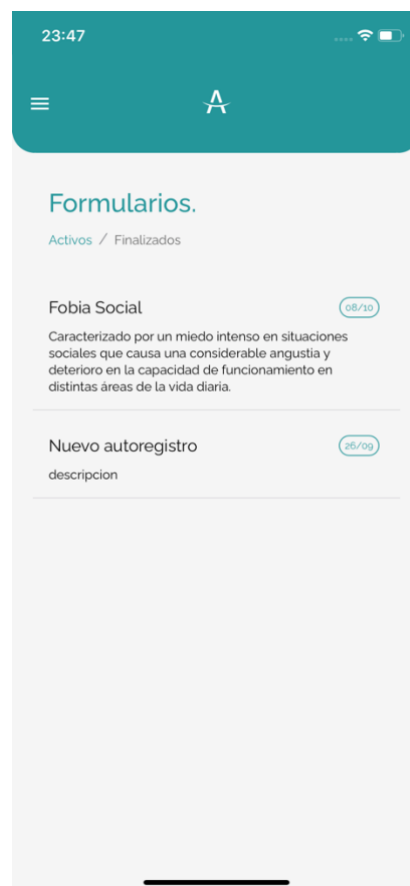 23:47
Formularios.
Activos / Finalizados
Fobia Social
08/10
Caracterizado por un miedo intenso en situaciones
sociales que causa una considerable angustia y
deterioro en la capacidad de funcionamiento en
distintas áreas de la vida diaria.
Nuevo autoregistro
26/09
descripcion